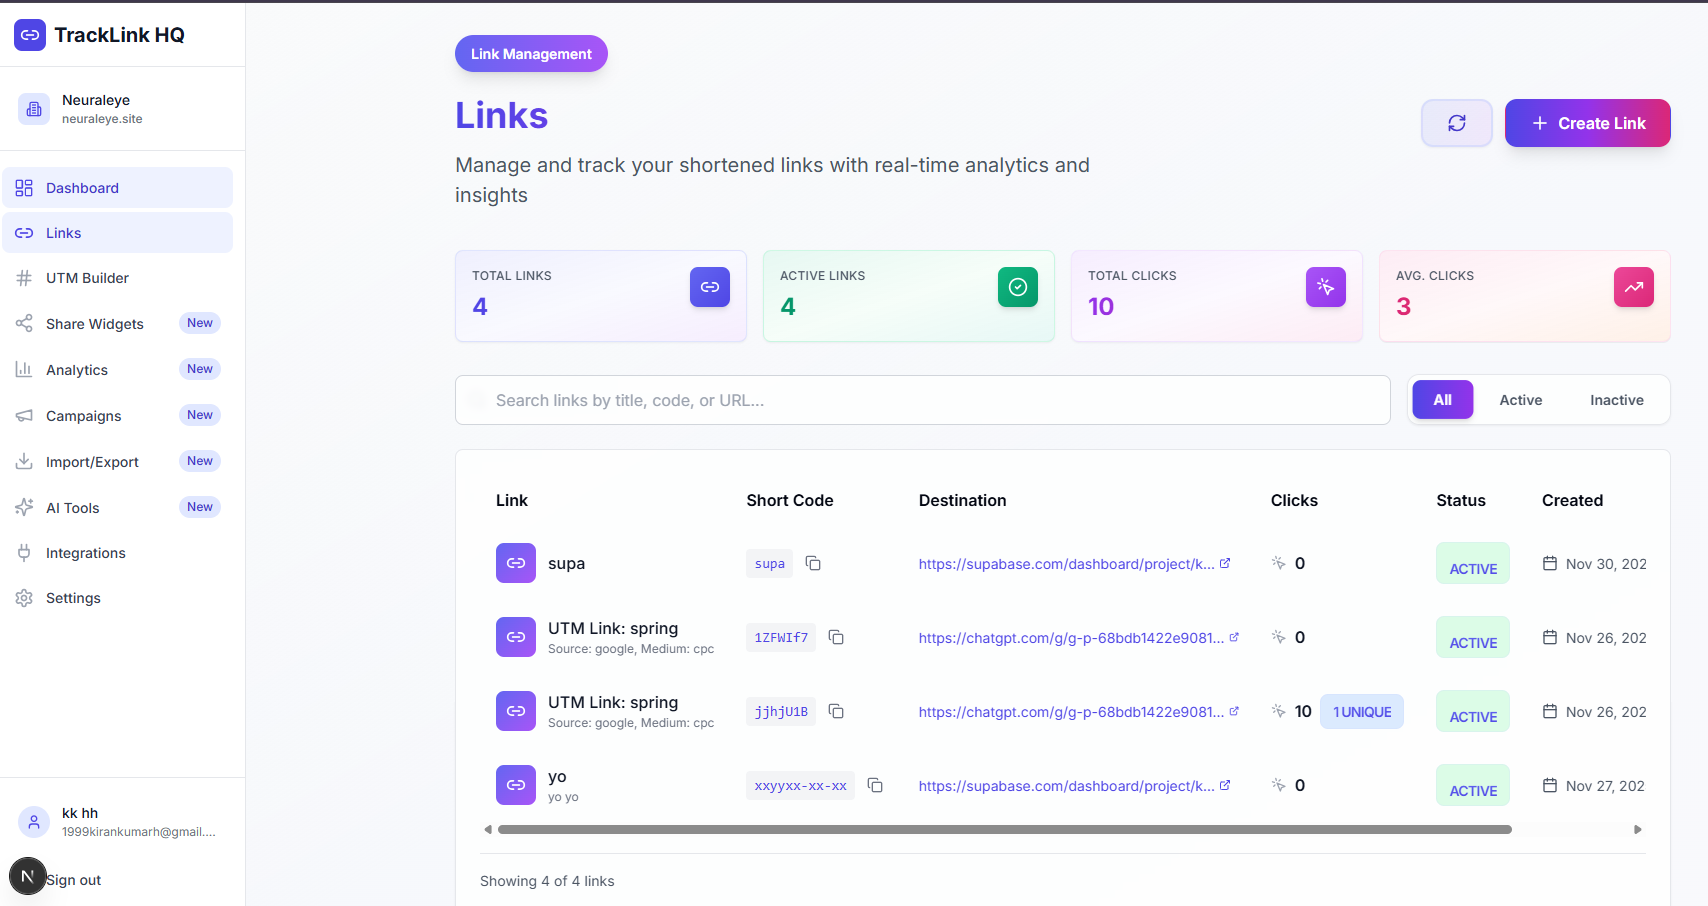 TrackLink HQ
Neuraleye
neuraleye.site
Dashboard
Links
UTM Builder
Share Widgets New
Analytics New
Campaigns New
Import/Export New
AI Tools New
Integrations
Settings
kk hh
1999kirankumarh@gmail....
N
Sign out
Link Management
Links
Manage and track your shortened links with real-time analytics and
insights
Create Link
TOTAL LINKS
4
ACTIVE LINKS
4
TOTAL CLICKS
10
AVG. CLICKS
3
Search links by title, code, or URL...
All Active Inactive
Link Short Code Destination Clicks Status Created
supa supa https://supabase.com/dashboard/project/k... 0 ACTIVE Nov 30, 202
UTM Link: spring
Source: google, Medium: cpc
1ZFWIf7 https://chatgpt.com/g/g-p-68bdb1422e9081... 0 ACTIVE Nov 26, 202
UTM Link: spring
Source: google, Medium: cpc
jjhjU1B https://chatgpt.com/g/g-p-68bdb1422e9081... 10 1 UNIQUE ACTIVE Nov 26, 202
yo
yo yo
xxyyxx-xx-xx https://supabase.com/dashboard/project/k... 0 ACTIVE Nov 27, 202
Showing 4 of 4 links